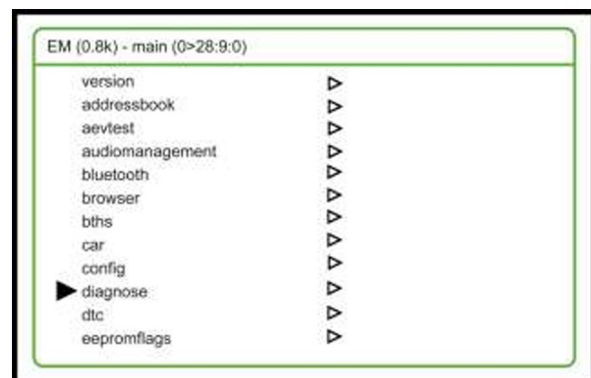 EM (0.8k) - main (0>28:9:0)
version
addressbook
aevtest
audiomanagement
bluetooth
browser
bths
car
config
diagnose
dtc
eepromflags